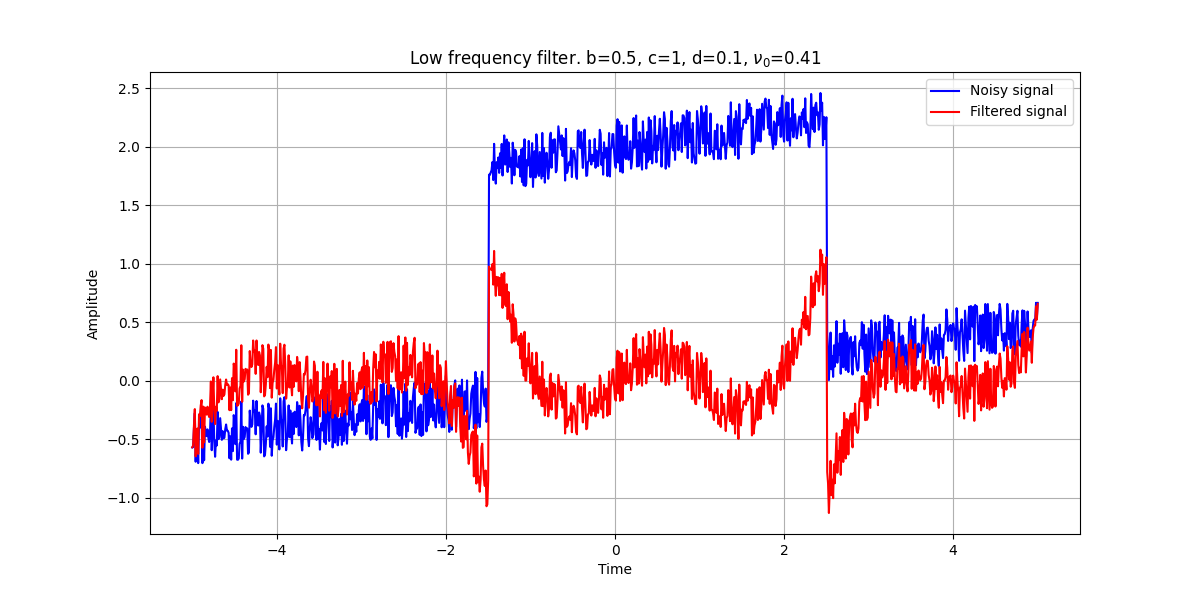 Low frequency filter. b=0.5, c=1, d=0.1, ν₀=0.41
Noisy signal
Filtered signal
2.5
2.0
1.5
1.0
0.5
0.0
−0.5
−1.0
Amplitude
−4
−2
0
2
4
Time